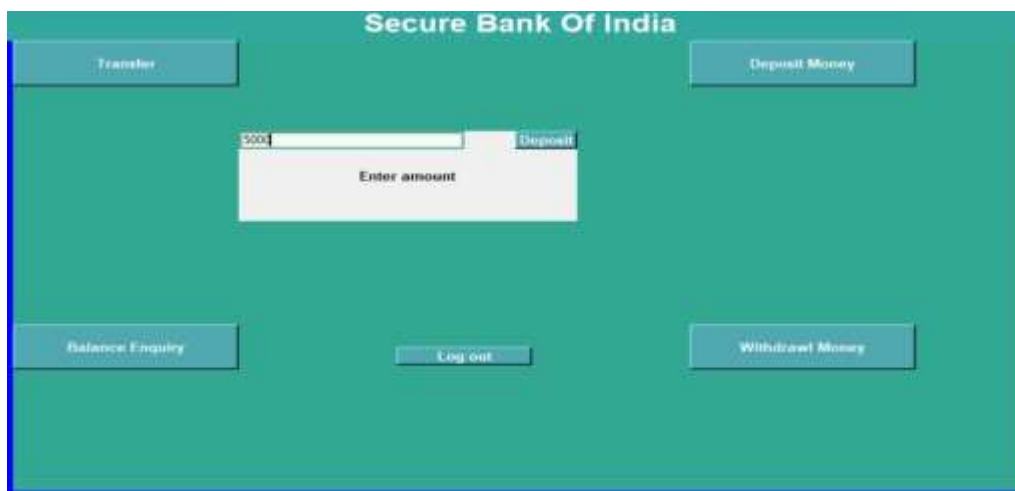 Secure Bank Of India
Transfer
Deposit Money
5000
Deposit
Enter amount
Balance Enquiry
Log out
Withdrawl Money